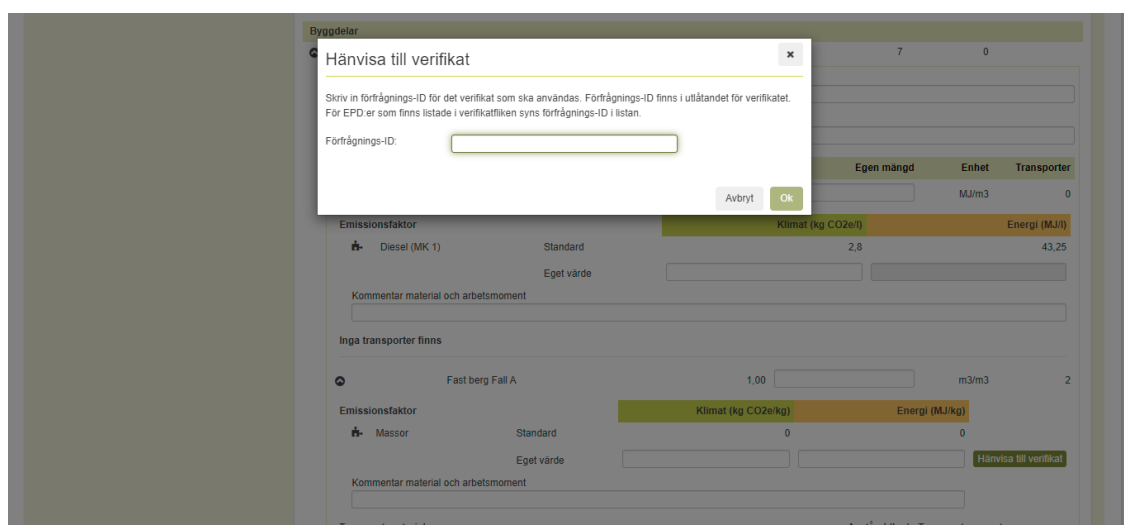 Byggdelar
7 0
Hänvisa till verifikat
Skriv in förfrågnings-ID för det verifikat som ska användas. Förfrågnings-ID finns i utlåtandet för verifikatet.
För EPD:er som finns listade i verifikatfliken syns förfrågnings-ID i listan.
Förfrågnings-ID:
Avbryt Ok
Egen mängd Enhet Transporter
MJ/m3 0
Emissionsfaktor Klimat (kg CO2e/l) Energi (MJ/l)
Diesel (MK 1) Standard 2,8 43,25
Eget värde
Kommentar material och arbetsmoment
Inga transporter finns
Fast berg Fall A 1,00 m3/m3 2
Emissionsfaktor Klimat (kg CO2e/kg) Energi (MJ/kg)
Massor Standard 0 0
Eget värde Hänvisa till verifikat
Kommentar material och arbetsmoment